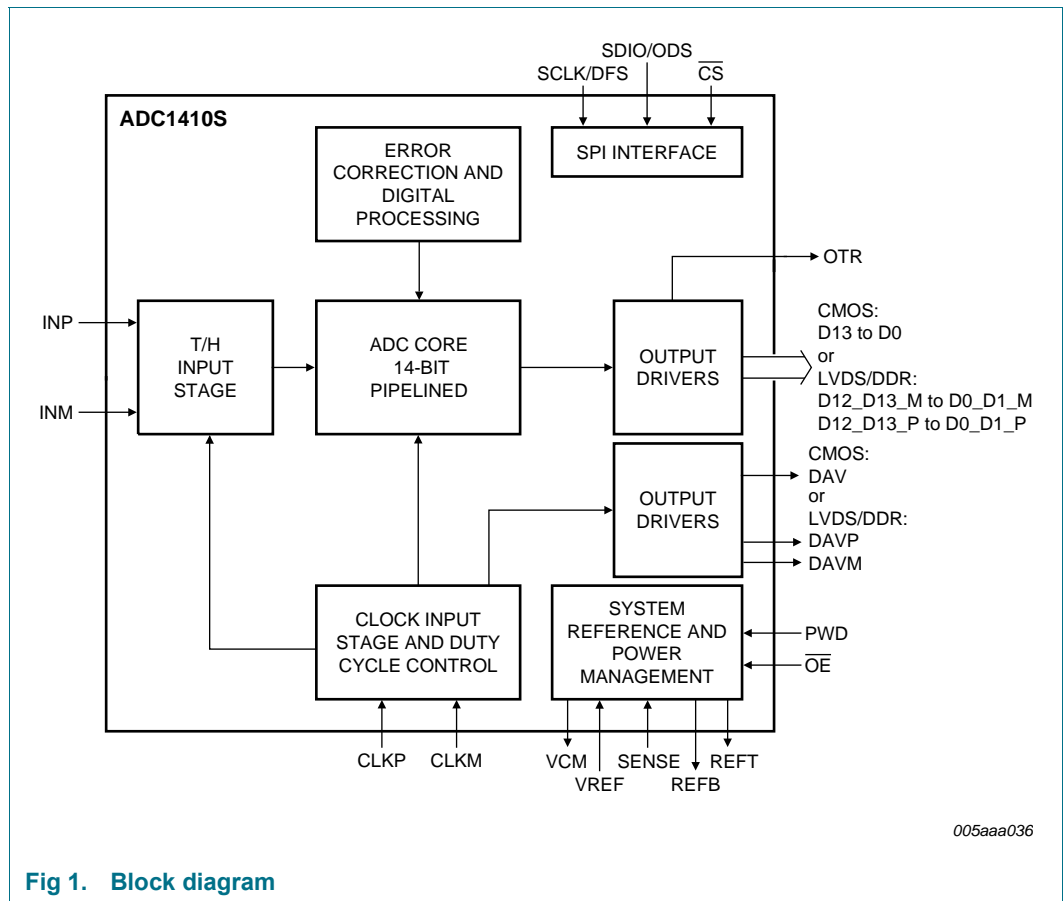 SDIO/ODS
SCLK/DFS
C̅S̅
ADC1410S
ERROR
CORRECTION AND
DIGITAL
PROCESSING
SPI INTERFACE
OTR
INP
INM
T/H
INPUT
STAGE
ADC CORE
14-BIT
PIPELINED
OUTPUT
DRIVERS
CMOS:
D13 to D0
or
LVDS/DDR:
D12_D13_M to D0_D1_M
D12_D13_P to D0_D1_P
OUTPUT
DRIVERS
CMOS:
DAV
or
LVDS/DDR:
DAVP
DAVM
CLOCK INPUT
STAGE AND DUTY
CYCLE CONTROL
SYSTEM
REFERENCE AND
POWER
MANAGEMENT
PWD
O̅E̅
CLKP
CLKM
VCM
VREF
SENSE
REFB
REFT
005aaa036
Fig 1. Block diagram